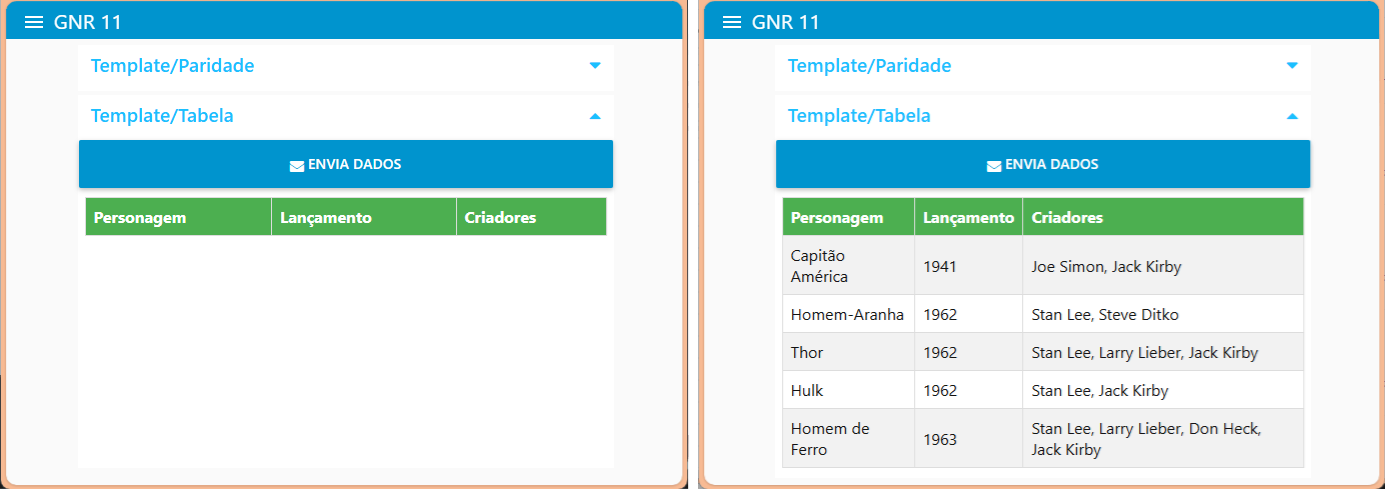 GNR 11
Template/Paridade
Template/Tabela
ENVIA DADOS
Personagem Lançamento Criadores
GNR 11
Template/Paridade
Template/Tabela
ENVIA DADOS
Personagem Lançamento Criadores
Capitão
América
1941
Joe Simon, Jack Kirby
Homem-Aranha 1962 Stan Lee, Steve Ditko
Thor 1962 Stan Lee, Larry Lieber, Jack Kirby
Hulk 1962 Stan Lee, Jack Kirby
Homem de
Ferro
1963
Stan Lee, Larry Lieber, Don Heck,
Jack Kirby